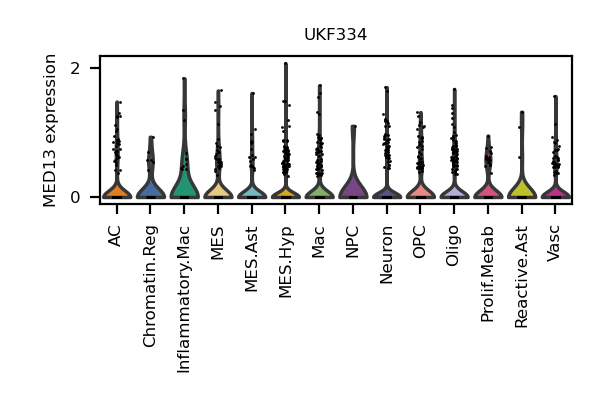 UKF334
MED13 expression
2
0
AC
Chromatin.Reg
Inflammatory.Mac
MES
MES.Ast
MES.Hyp
Mac
NPC
Neuron
OPC
Oligo
Prolif.Metab
Reactive.Ast
Vasc